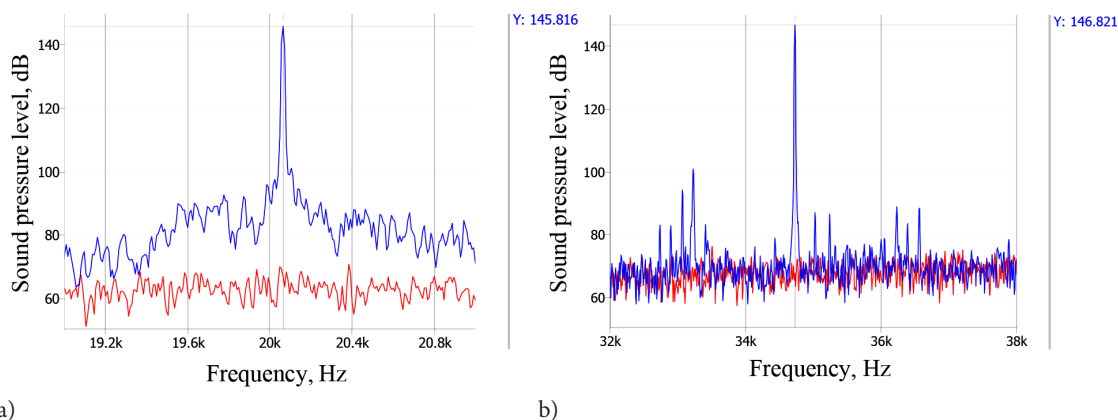 Y: 145.816
Sound pressure level, dB
140
120
100
80
60
19.2k 19.6k 20k 20.4k 20.8k
Frequency, Hz
a)
Y: 146.821
Sound pressure level, dB
140
120
100
80
60
32k 34k 36k 38k
Frequency, Hz
b)